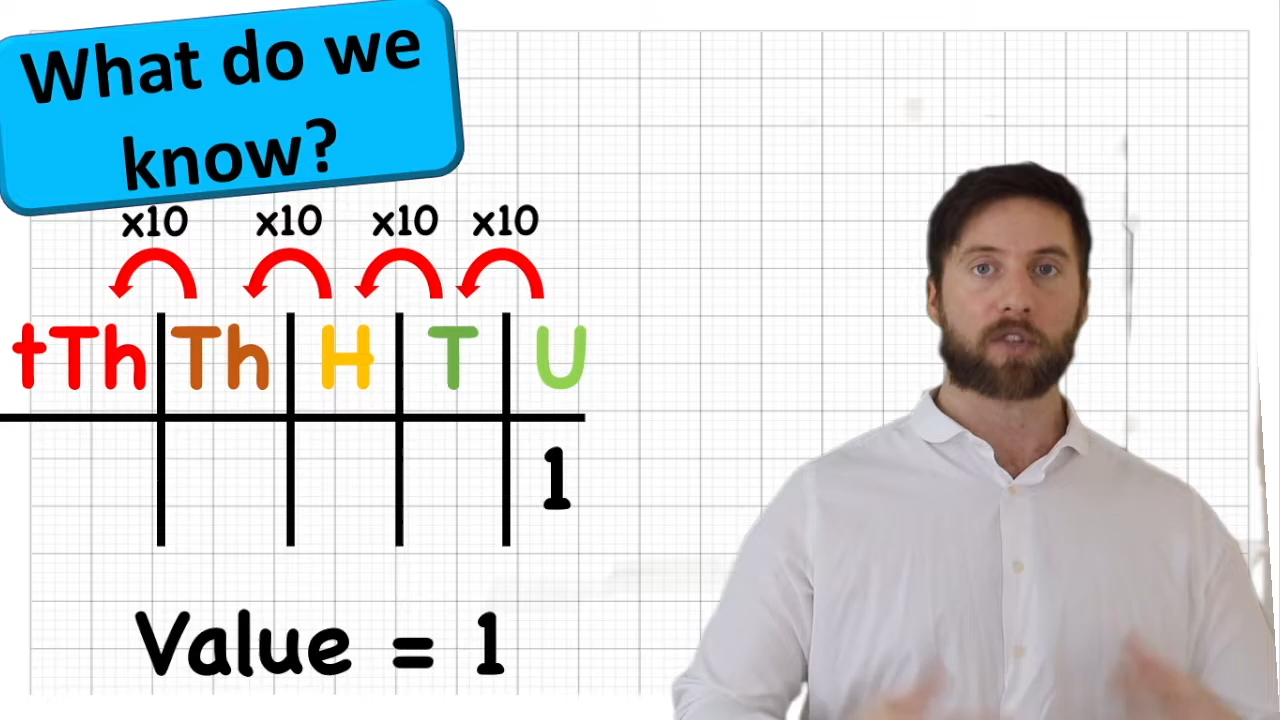 What do we
know?
x10 x10 x10 x10
tTh Th H T U
1
Value = 1